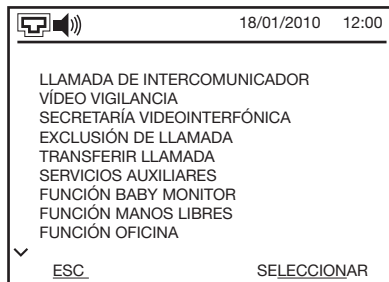 18/01/2010 12:00
LLAMADA DE INTERCOMUNICADOR
VÍDEO VIGILANCIA
SECRETARÍA VIDEOINTERFÓNICA
EXCLUSIÓN DE LLAMADA
TRANSFERIR LLAMADA
SERVICIOS AUXILIARES
FUNCIÓN BABY MONITOR
FUNCIÓN MANOS LIBRES
FUNCIÓN OFICINA
ESC SELECCIONAR